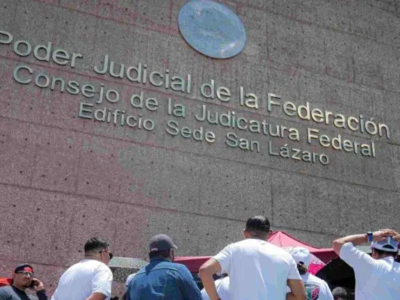 Poder Judicial de la Federación
Consejo de la Judicatura Federal
Edificio Sede San Lázaro